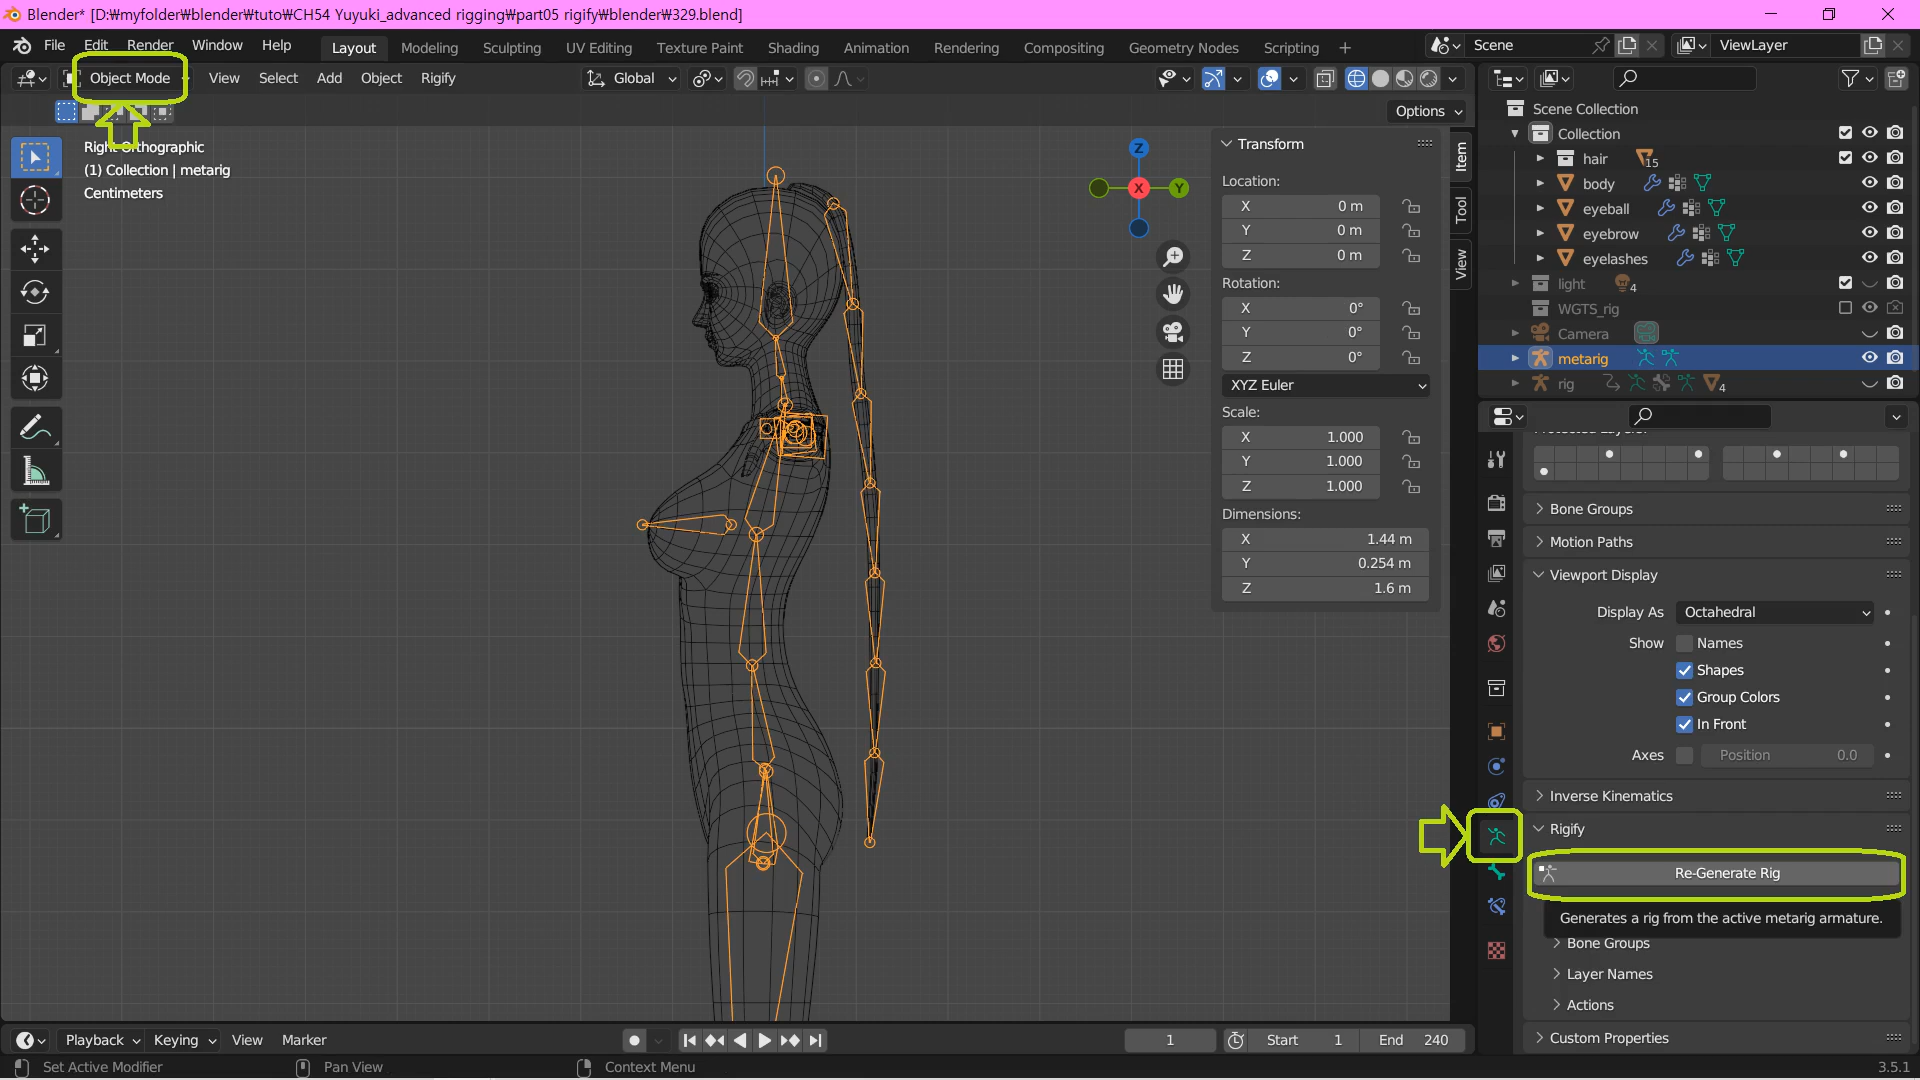 Blender* [D:₩myfolder₩blender₩tuto₩CH54 Yuyuki_advanced rigging₩part05 rigify₩blender₩329.blend]
File Edit Render Window Help Layout Modeling Sculpting UV Editing Texture Paint Shading Animation Rendering Compositing Geometry Nodes Scripting + Scene ViewLayer
Object Mode View Select Add Object Rigify Global
Options
Right Orthographic
(1) Collection | metarig
Centimeters
Z
X
Y
Transform
Location:
X 0 m
Y 0 m
Z 0 m
Rotation:
X 0°
Y 0°
Z 0°
XYZ Euler
Scale:
X 1.000
Y 1.000
Z 1.000
Dimensions:
X 1.44 m
Y 0.254 m
Z 1.6 m
Item
Tool
View
Scene Collection
Collection
hair 15
body
eyeball
eyebrow
eyelashes
light 4
WGTS_rig
Camera
metarig
rig 4
Bone Groups
Motion Paths
Viewport Display
Display As Octahedral
Show Names
Shapes
Group Colors
In Front
Axes Position 0.0
Inverse Kinematics
Rigify
Re-Generate Rig
Generates a rig from the active metarig armature.
Bone Groups
Layer Names
Actions
Custom Properties
Playback Keying View Marker 1 Start 1 End 240
Set Active Modifier Pan View Context Menu 3.5.1